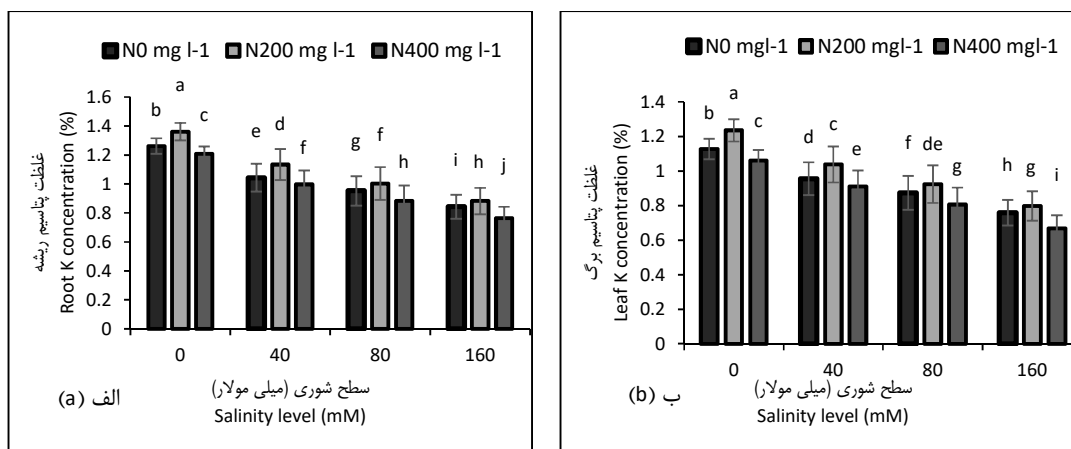 N0 mg l-1 N200 mg l-1 N400 mg l-1
غلظت پتاسیم ریشه
Root K concentration (%)
1.6
1.4
1.2
1
0.8
0.6
0.4
0.2
0
b a c e d f g f h i h j
0 40 80 160
سطح شوری (میلی مولار)
Salinity level (mM)
الف (a)
N0 mgl-1 N200 mgl-1 N400 mgl-1
غلظت پتاسیم برگ
Leaf K concentration (%)
1.4
1.2
1
0.8
0.6
0.4
0.2
0
b a c d c e f de g h g i
0 40 80 160
سطح شوری (میلی مولار)
Salinity level (mM)
ب (b)